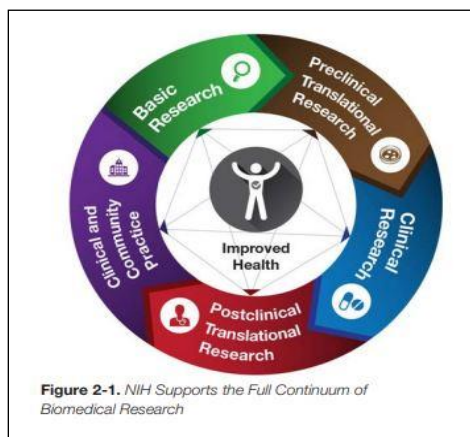 Basic
Research
Preclinical
Translational
Research
Clinical
Research
Postclinical
Translational
Research
Clinical and
Community
Practice
Improved
Health
Figure 2-1. NIH Supports the Full Continuum of
Biomedical Research